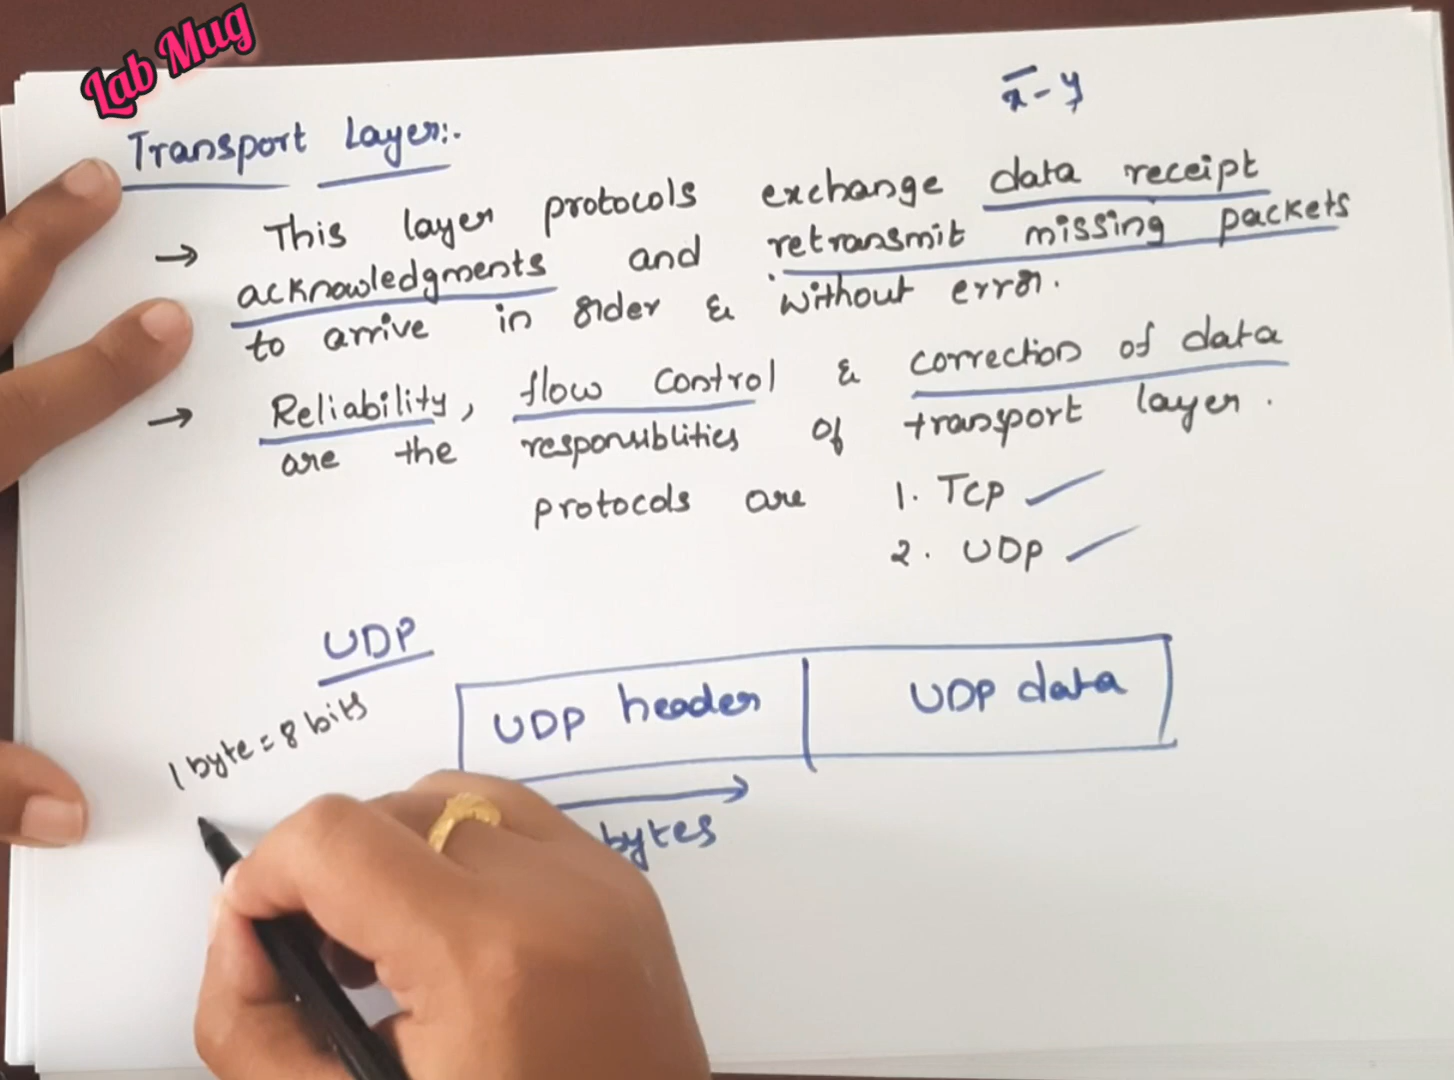 Lab Mug
x - y
Transport Layer:.
→ This layer protocols exchange data receipt
acknowledgments and retransmit missing packets
to arrive in order & without error.
→ Reliability, flow control & correction of data
are the responsiblities of transport layer.
protocols are 1. TCP
2. UDP
UDP
1 byte = 8 bits
UDP header UDP data
bytes